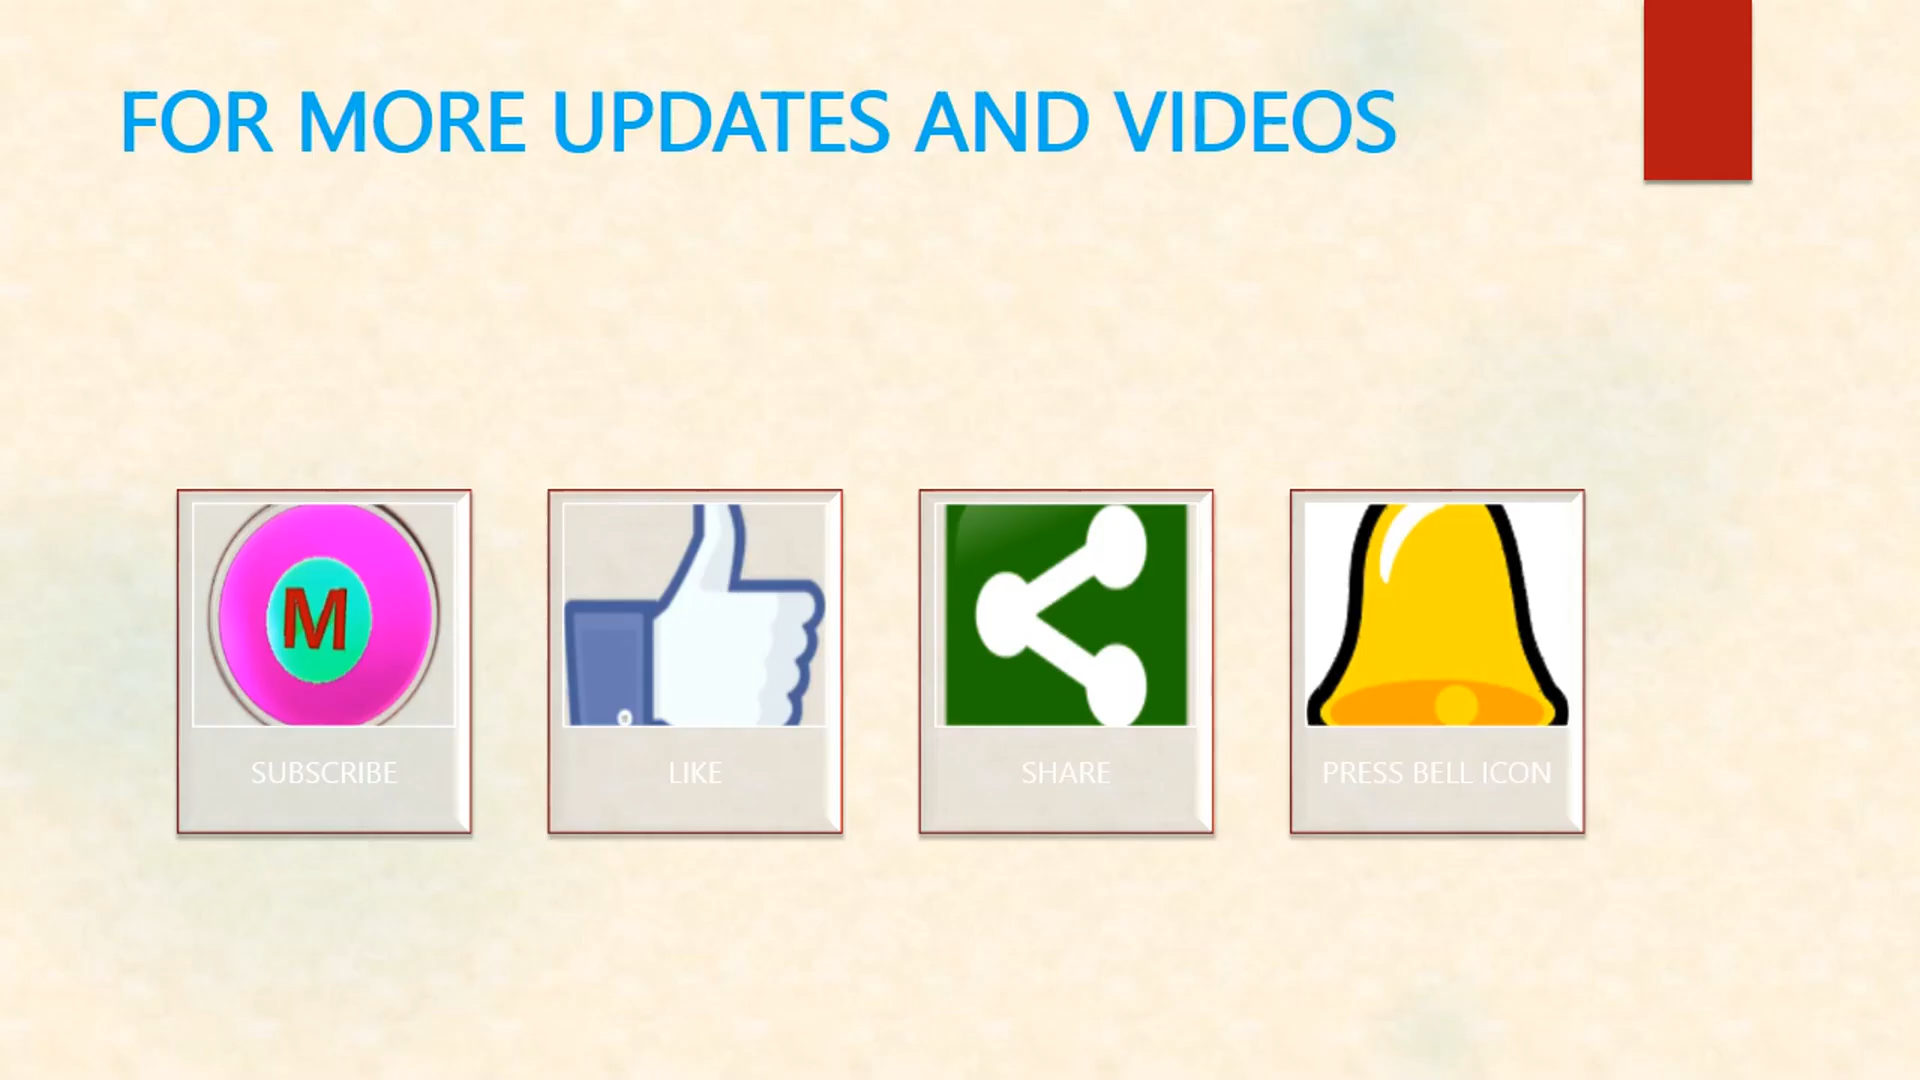 FOR MORE UPDATES AND VIDEOS
M
SUBSCRIBE
LIKE
SHARE
PRESS BELL ICON